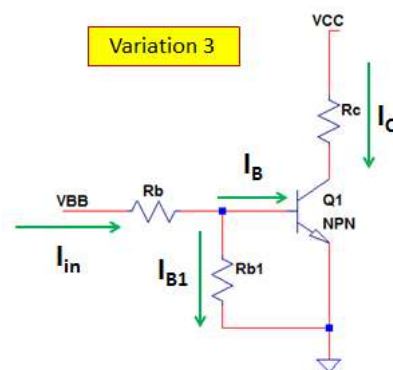 Variation 3
VCC
Rc
IC
IB
VBB
Rb
Q1
NPN
Iin
IB1
Rb1